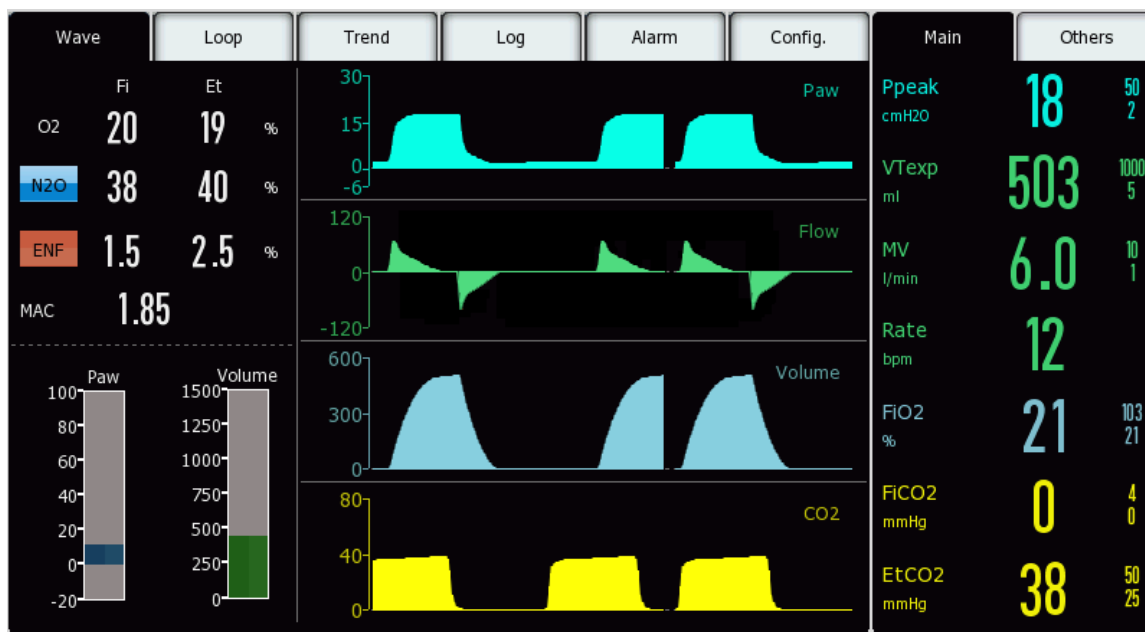 Wave Loop Trend Log Alarm Config. Main Others
Fi Et
O2 20 19 %
N2O 38 40 %
ENF 1.5 2.5 %
MAC 1.85
Paw
100
80
60
40
20
0
-20
Volume
1500
1250
1000
750
500
250
0
Paw
30
15
0
-6
Flow
120
0
-120
Volume
600
300
0
CO2
80
40
0
Ppeak 18 50
cmH2O 2
VTexp 503 1000
ml 5
MV 6.0 10
l/min 1
Rate 12
bpm
FiO2 21 103
% 21
FiCO2 0 4
mmHg 0
EtCO2 38 50
mmHg 25